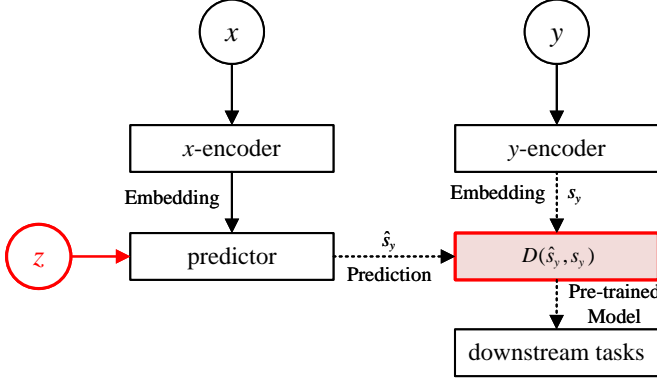 x
y
x-encoder
y-encoder
Embedding
Embedding s_y
z
predictor
ŝ_y
Prediction
D(ŝ_y, s_y)
Pre-trained
Model
downstream tasks